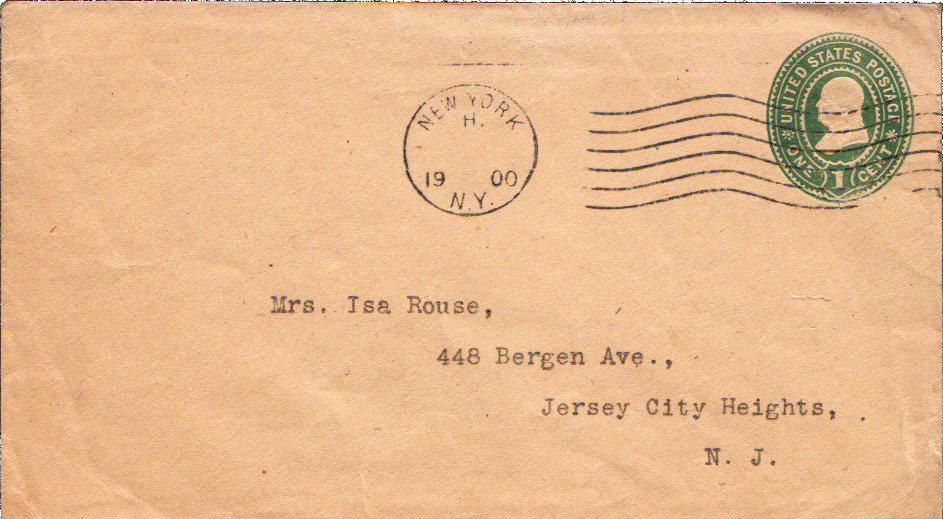 NEW YORK
H.
19 00
N.Y.
UNITED STATES POSTAGE
ONE 1 CENT
Mrs. Isa Rouse,
448 Bergen Ave.,
Jersey City Heights,
N. J.